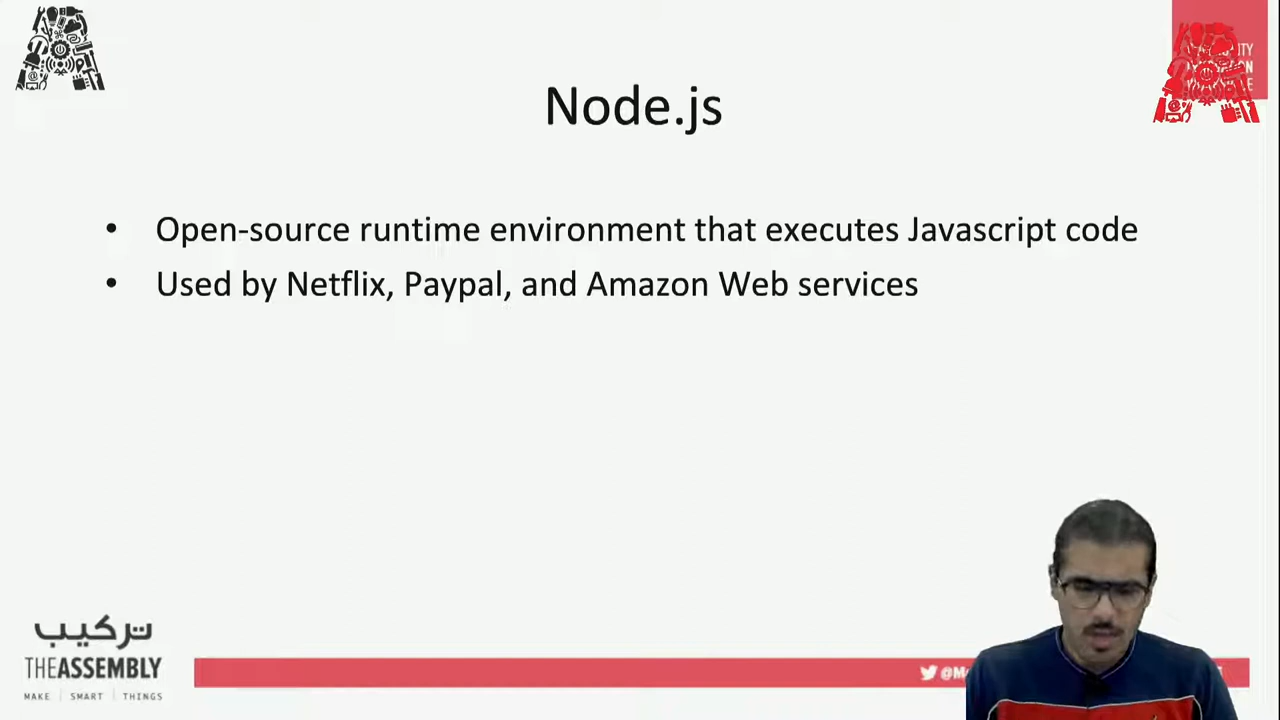 Node.js
• Open-source runtime environment that executes Javascript code
• Used by Netflix, Paypal, and Amazon Web services
تركيب
THEASSEMBLY
MAKE | SMART | THINGS